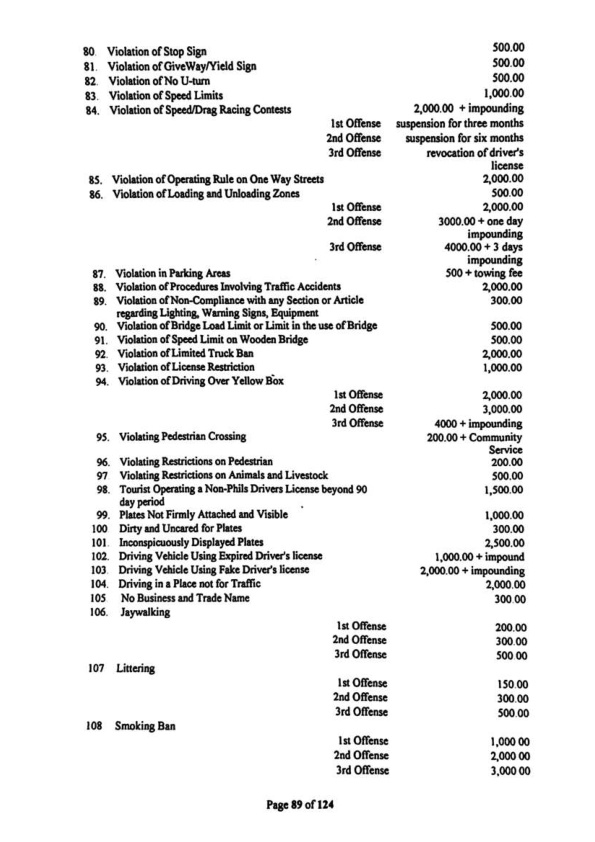 80. Violation of Stop Sign 500.00
81. Violation of GiveWay/Yield Sign 500.00
82. Violation of No U-turn 500.00
83. Violation of Speed Limits 1,000.00
84. Violation of Speed/Drag Racing Contests 2,000.00 + impounding
1st Offense suspension for three months
2nd Offense suspension for six months
3rd Offense revocation of driver's
license
85. Violation of Operating Rule on One Way Streets 2,000.00
86. Violation of Loading and Unloading Zones 500.00
1st Offense 2,000.00
2nd Offense 3000.00 + one day
impounding
3rd Offense 4000.00 + 3 days
impounding
87. Violation in Parking Areas 500 + towing fee
88. Violation of Procedures Involving Traffic Accidents 2,000.00
89. Violation of Non-Compliance with any Section or Article 300.00
regarding Lighting, Warning Signs, Equipment
90. Violation of Bridge Load Limit or Limit in the use of Bridge 500.00
91. Violation of Speed Limit on Wooden Bridge 500.00
92. Violation of Limited Truck Ban 2,000.00
93. Violation of License Restriction 1,000.00
94. Violation of Driving Over Yellow Box
1st Offense 2,000.00
2nd Offense 3,000.00
3rd Offense 4000 + impounding
95. Violating Pedestrian Crossing 200.00 + Community
Service
96. Violating Restrictions on Pedestrian 200.00
97 Violating Restrictions on Animals and Livestock 500.00
98. Tourist Operating a Non-Phils Drivers License beyond 90 1,500.00
day period
99. Plates Not Firmly Attached and Visible 1,000.00
100 Dirty and Uncared for Plates 300.00
101. Inconspicuously Displayed Plates 2,500.00
102. Driving Vehicle Using Expired Driver's license 1,000.00 + impound
103. Driving Vehicle Using Fake Driver's license 2,000.00 + impounding
104. Driving in a Place not for Traffic 2,000.00
105 No Business and Trade Name 300.00
106. Jaywalking
1st Offense 200.00
2nd Offense 300.00
3rd Offense 500.00
107 Littering
1st Offense 150.00
2nd Offense 300.00
3rd Offense 500.00
108 Smoking Ban
1st Offense 1,000 00
2nd Offense 2,000 00
3rd Offense 3,000 00
Page 89 of 124